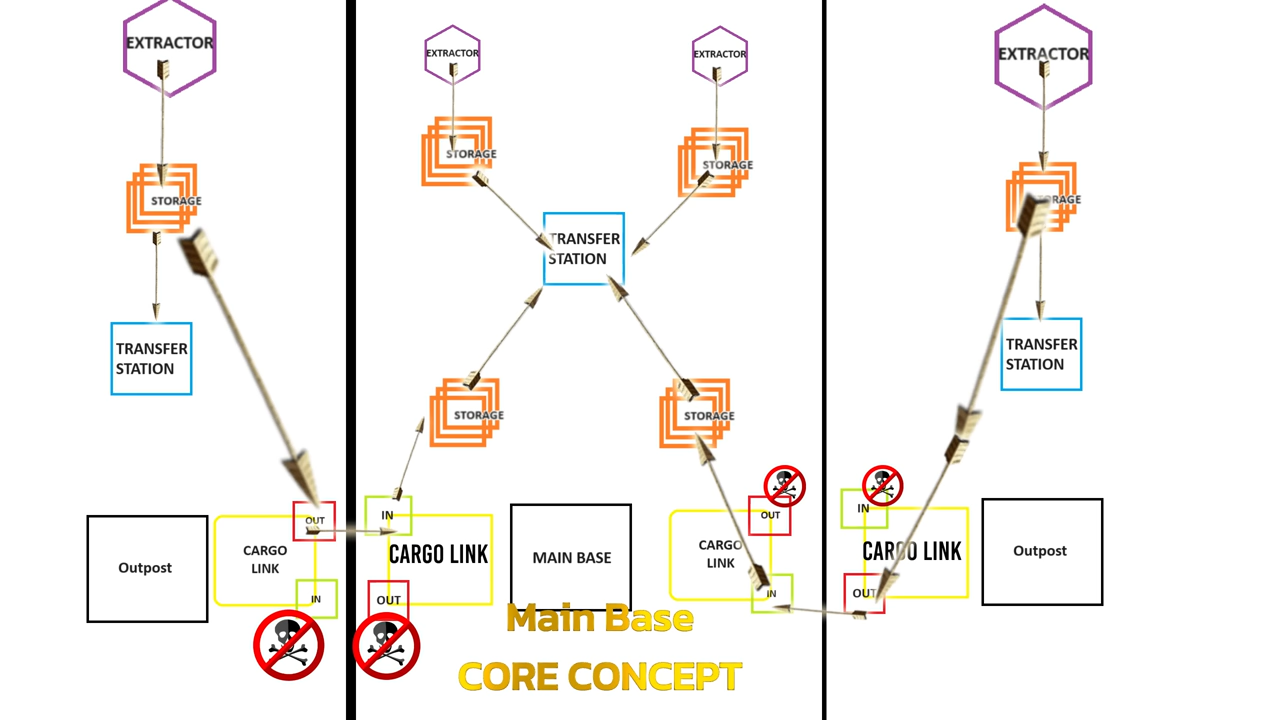 EXTRACTOR
STORAGE
TRANSFER
STATION
OUT
CARGO
LINK
IN
Outpost
EXTRACTOR
EXTRACTOR
STORAGE
STORAGE
TRANSFER
STATION
STORAGE
STORAGE
IN
CARGO LINK
OUT
MAIN BASE
OUT
CARGO
LINK
IN
Main Base
CORE CONCEPT
EXTRACTOR
STORAGE
TRANSFER
STATION
IN
CARGO LINK
OUT
Outpost